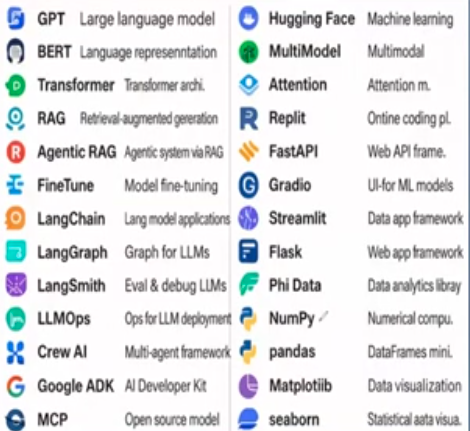 GPT Large language model
BERT Language represenntation
Transformer Transformer archi.
RAG Retrieval-augmented gereration
Agentic RAG Agentic system via RAG
FineTune Model fine-tuning
LangChain Lang model applications
LangGraph Graph for LLMs
LangSmith Eval & debug LLMs
LLMOps Ops for LLM deployment
Crew AI Multi-agent framework
Google ADK AI Developer Kit
MCP Open source model
Hugging Face Machine learning
MultiModel Multimodal
Attention Attention m.
Replit Ontine coding pl.
FastAPI Web API frame.
Gradio UI-for ML models
Streamlit Data app framework
Flask Web app framework
Phi Data Data analytics libray
NumPy Numerical compu.
pandas DataFrames mini.
Matplotiib Data visualization
seaborn Statistical aata visua.